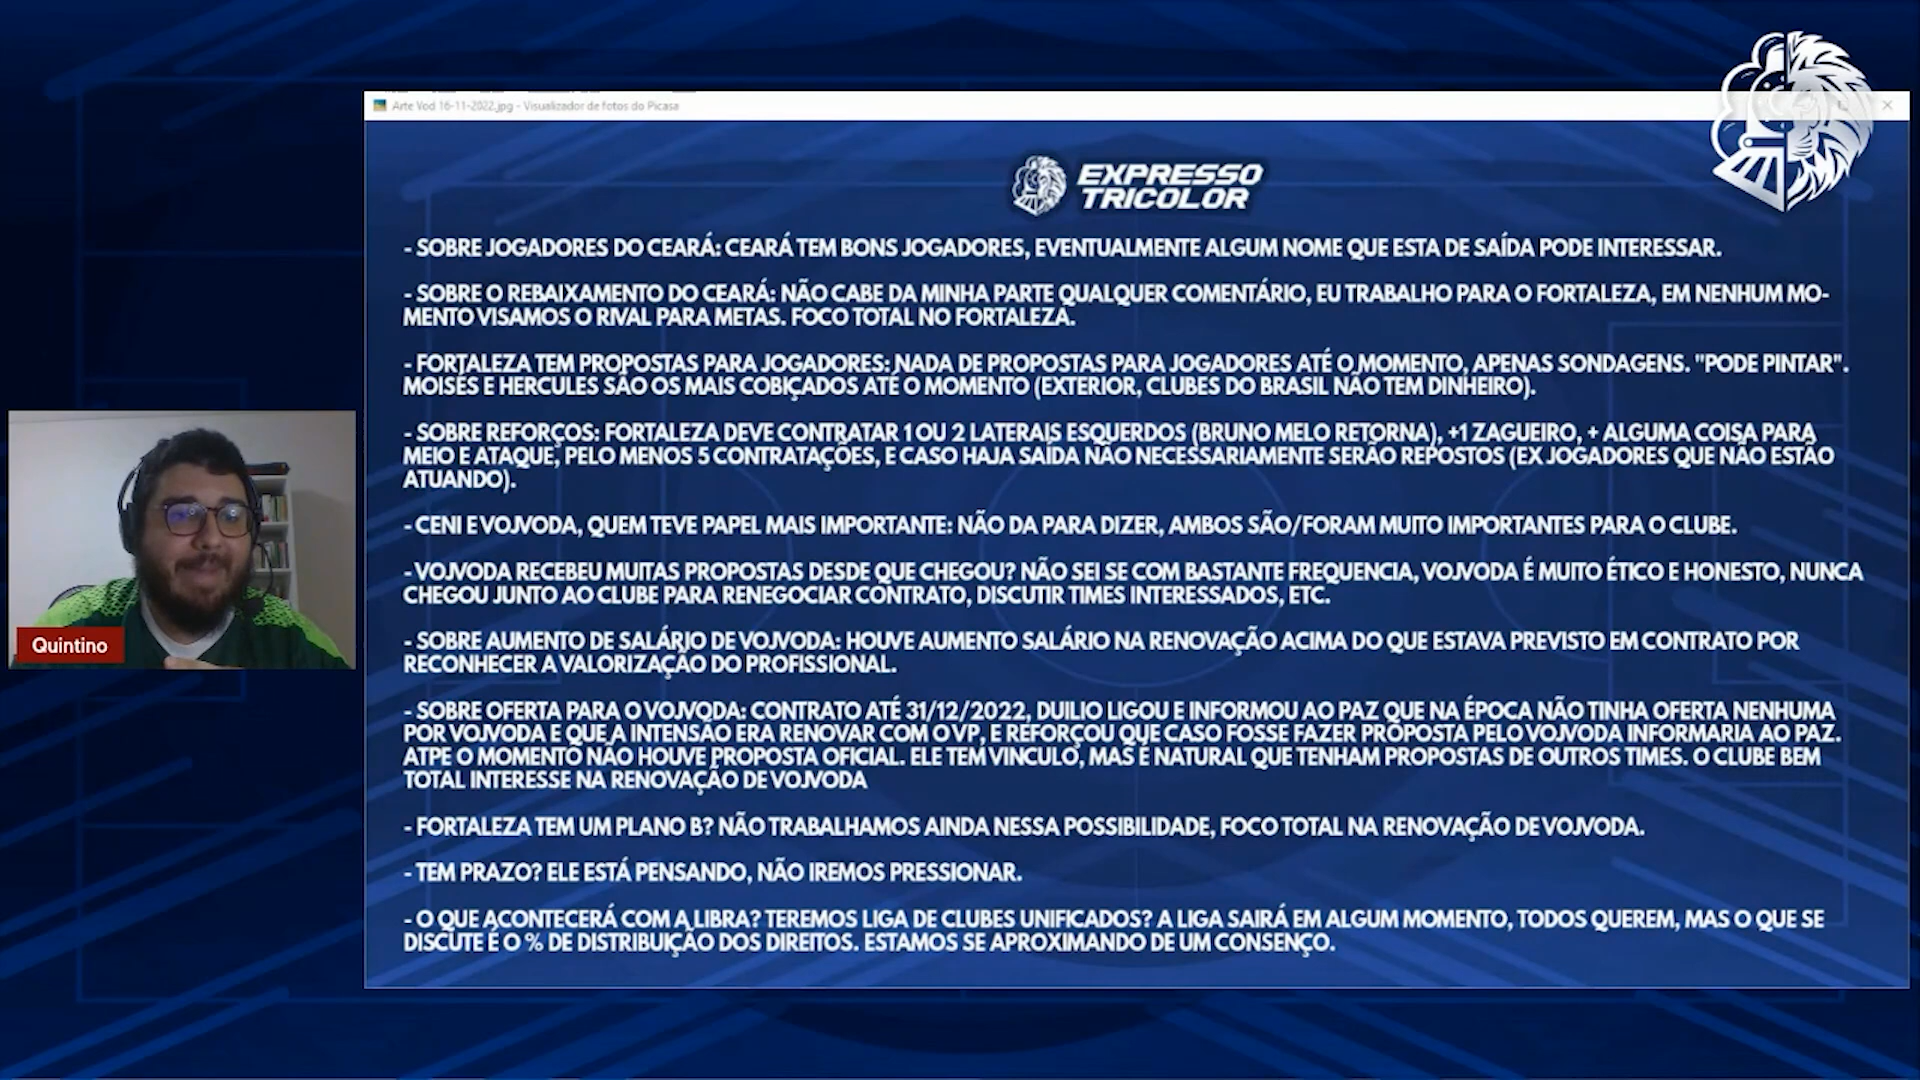 Arte Vod 16-11-2022.jpg - Visualizador de fotos do Picasa
EXPRESSO
TRICOLOR
- SOBRE JOGADORES DO CEARÁ: CEARÁ TEM BONS JOGADORES, EVENTUALMENTE ALGUM NOME QUE ESTA DE SAÍDA PODE INTERESSAR.
- SOBRE O REBAIXAMENTO DO CEARÁ: NÃO CABE DA MINHA PARTE QUALQUER COMENTÁRIO, EU TRABALHO PARA O FORTALEZA, EM NENHUM MO-
MENTO VISAMOS O RIVAL PARA METAS. FOCO TOTAL NO FORTALEZA.
- FORTALEZA TEM PROPOSTAS PARA JOGADORES: NADA DE PROPOSTAS PARA JOGADORES ATÉ O MOMENTO, APENAS SONDAGENS. "PODE PINTAR".
MOISÉS E HERCULES SÃO OS MAIS COBIÇADOS ATÉ O MOMENTO (EXTERIOR, CLUBES DO BRASIL NÃO TEM DINHEIRO).
- SOBRE REFORÇOS: FORTALEZA DEVE CONTRATAR 1 OU 2 LATERAIS ESQUERDOS (BRUNO MELO RETORNA), +1 ZAGUEIRO, + ALGUMA COISA PARA
MEIO E ATAQUE, PELO MENOS 5 CONTRATAÇÕES, E CASO HAJA SAÍDA NÃO NECESSARIAMENTE SERÃO REPOSTOS (EX JOGADORES QUE NÃO ESTÃO
ATUANDO).
- CENI E VOJVODA, QUEM TEVE PAPEL MAIS IMPORTANTE: NÃO DA PARA DIZER, AMBOS SÃO/FORAM MUITO IMPORTANTES PARA O CLUBE.
- VOJVODA RECEBEU MUITAS PROPOSTAS DESDE QUE CHEGOU? NÃO SEI SE COM BASTANTE FREQUENCIA, VOJVODA É MUITO ÉTICO E HONESTO, NUNCA
CHEGOU JUNTO AO CLUBE PARA RENEGOCIAR CONTRATO, DISCUTIR TIMES INTERESSADOS, ETC.
Quintino
- SOBRE AUMENTO DE SALÁRIO DE VOJVODA: HOUVE AUMENTO SALÁRIO NA RENOVAÇÃO ACIMA DO QUE ESTAVA PREVISTO EM CONTRATO POR
RECONHECER A VALORIZAÇÃO DO PROFISSIONAL.
- SOBRE OFERTA PARA O VOJVODA: CONTRATO ATÉ 31/12/2022, DUILIO LIGOU E INFORMOU AO PAZ QUE NA ÉPOCA NÃO TINHA OFERTA NENHUMA
POR VOJVODA E QUE A INTENSÃO ERA RENOVAR COM O VP, E REFORÇOU QUE CASO FOSSE FAZER PROPOSTA PELO VOJVODA INFORMARIA AO PAZ.
ATPE O MOMENTO NÃO HOUVE PROPOSTA OFICIAL. ELE TEM VINCULO, MAS É NATURAL QUE TENHAM PROPOSTAS DE OUTROS TIMES. O CLUBE BEM
TOTAL INTERESSE NA RENOVAÇÃO DE VOJVODA
- FORTALEZA TEM UM PLANO B? NÃO TRABALHAMOS AINDA NESSA POSSIBILIDADE, FOCO TOTAL NA RENOVAÇÃO DE VOJVODA.
- TEM PRAZO? ELE ESTÁ PENSANDO, NÃO IREMOS PRESSIONAR.
- O QUE ACONTECERÁ COM A LIBRA? TEREMOS LIGA DE CLUBES UNIFICADOS? A LIGA SAIRÁ EM ALGUM MOMENTO, TODOS QUEREM, MAS O QUE SE
DISCUTE É O % DE DISTRIBUIÇÃO DOS DIREITOS. ESTAMOS SE APROXIMANDO DE UM CONSENÇO.